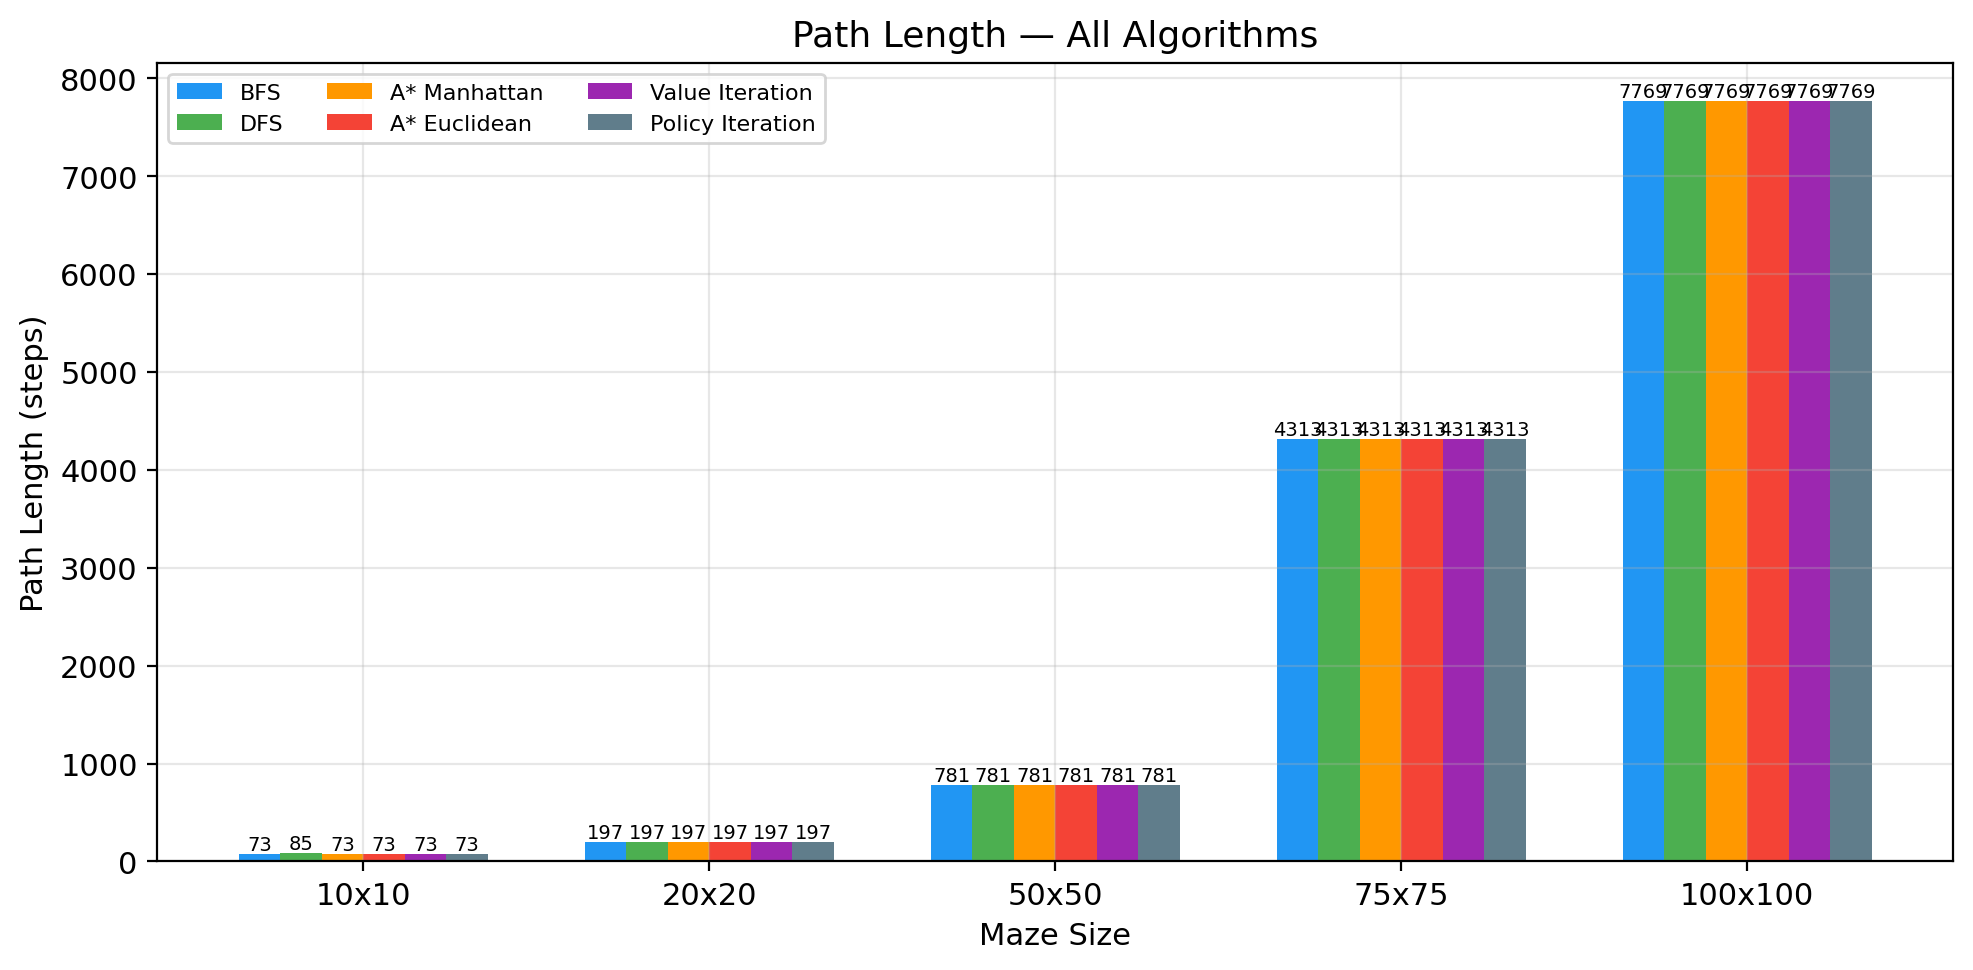 Path Length — All Algorithms
BFS
DFS
A* Manhattan
A* Euclidean
Value Iteration
Policy Iteration
Path Length (steps)
8000
7000
6000
5000
4000
3000
2000
1000
0
73 85 73 73 73 73
197 197 197 197 197 197
781 781 781 781 781 781
4313 4313 4313 4313 4313 4313
7769 7769 7769 7769 7769 7769
10x10 20x20 50x50 75x75 100x100
Maze Size